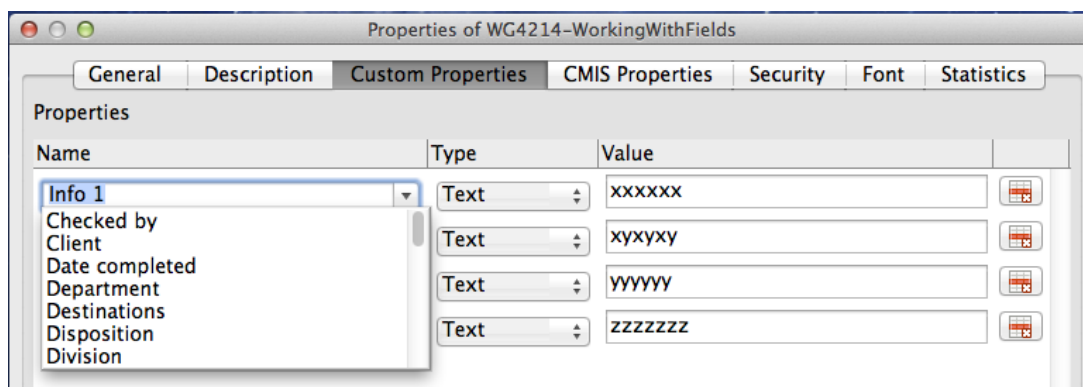 Properties of WG4214-WorkingWithFields
General Description Custom Properties CMIS Properties Security Font Statistics
Properties
Name Type Value
Info 1 Text xxxxxx
Checked by
Client Text xyxyxy
Date completed
Department Text yyyyyy
Destinations
Disposition Text zzzzzzz
Division